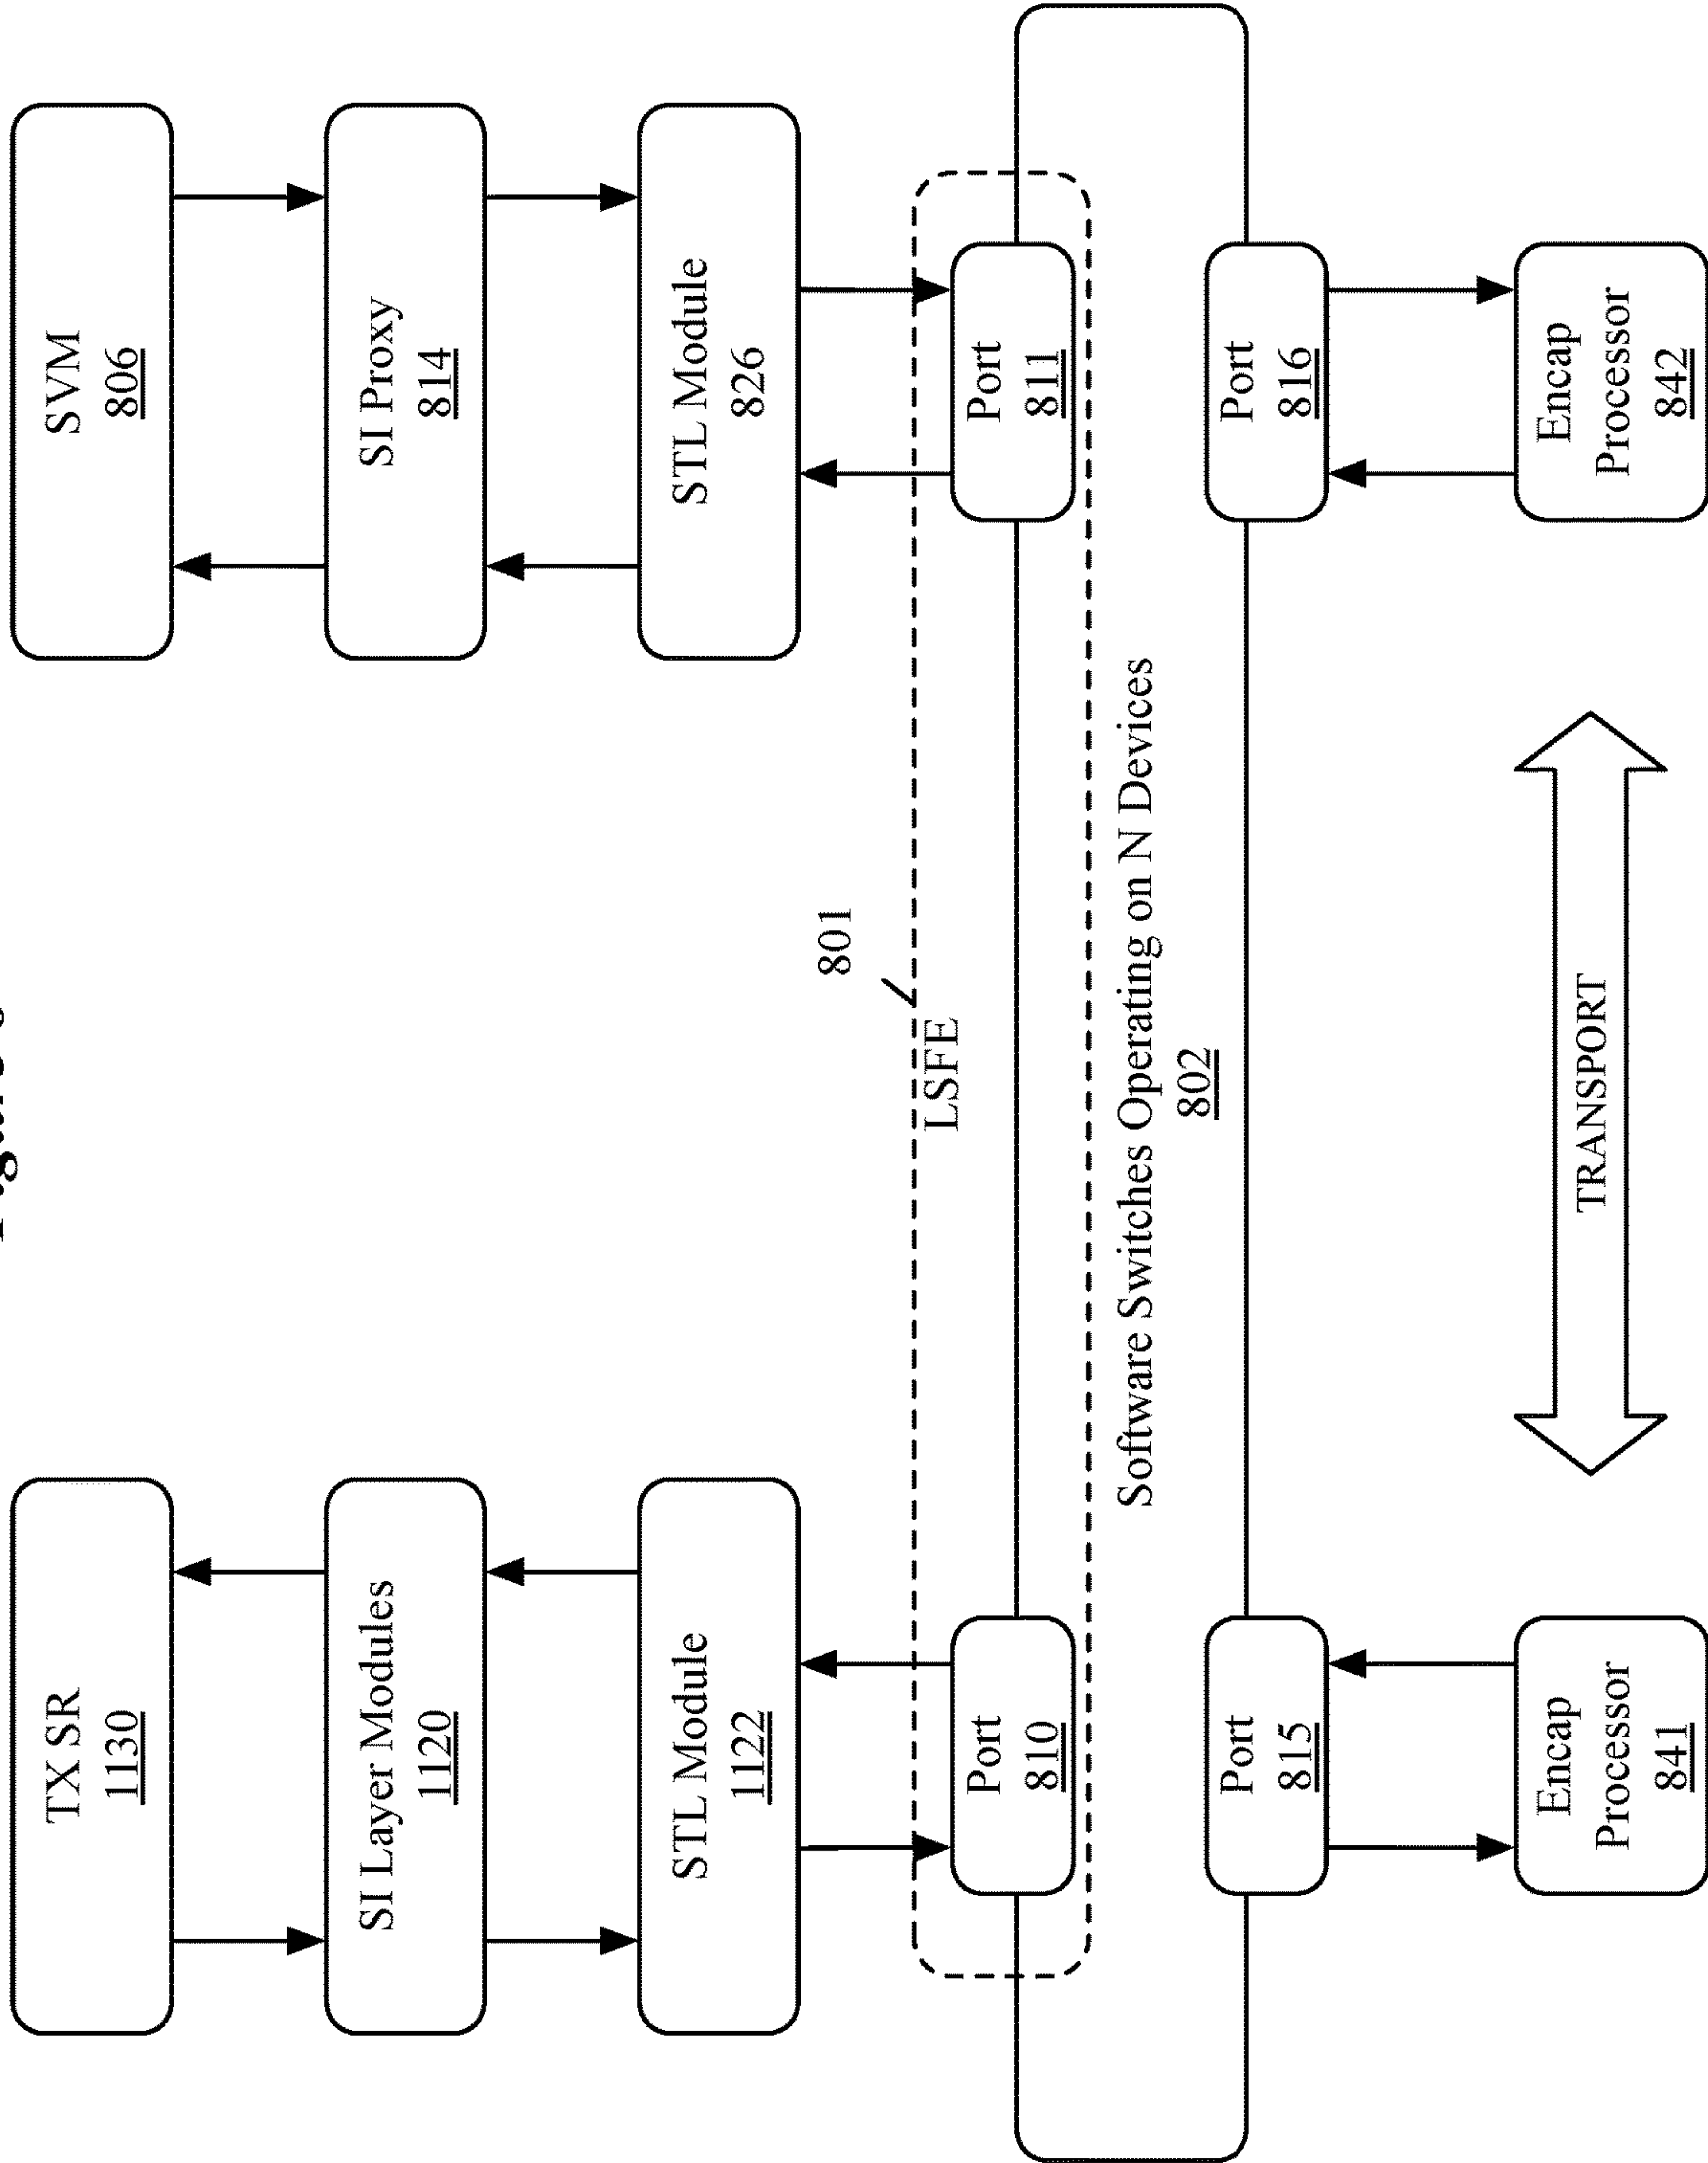 TX SR
1130
SVM
806
SI Layer Modules
1120
SI Proxy
814
STL Module
1122
STL Module
826
801
LSFE
Port
810
Port
811
Software Switches Operating on N Devices
802
Port
815
Port
816
Encap
Processor
841
TRANSPORT
Encap
Processor
842